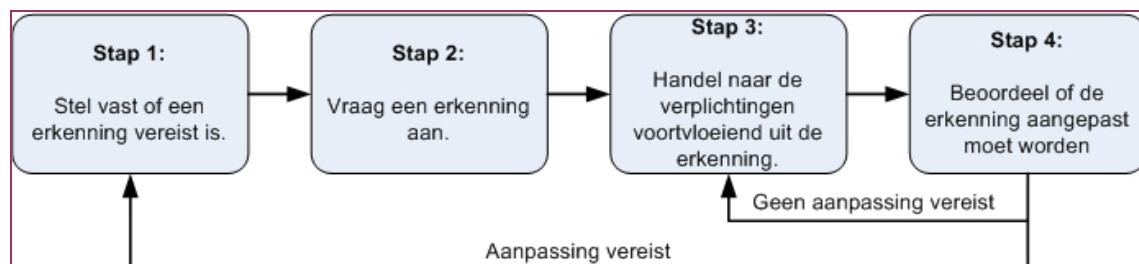 Stap 1:
Stel vast of een
erkenning vereist is.
Stap 2:
Vraag een erkenning
aan.
Stap 3:
Handel naar de
verplichtingen
voortvloeiend uit de
erkenning.
Stap 4:
Beoordeel of de
erkenning aangepast
moet worden
Geen aanpassing vereist
Aanpassing vereist